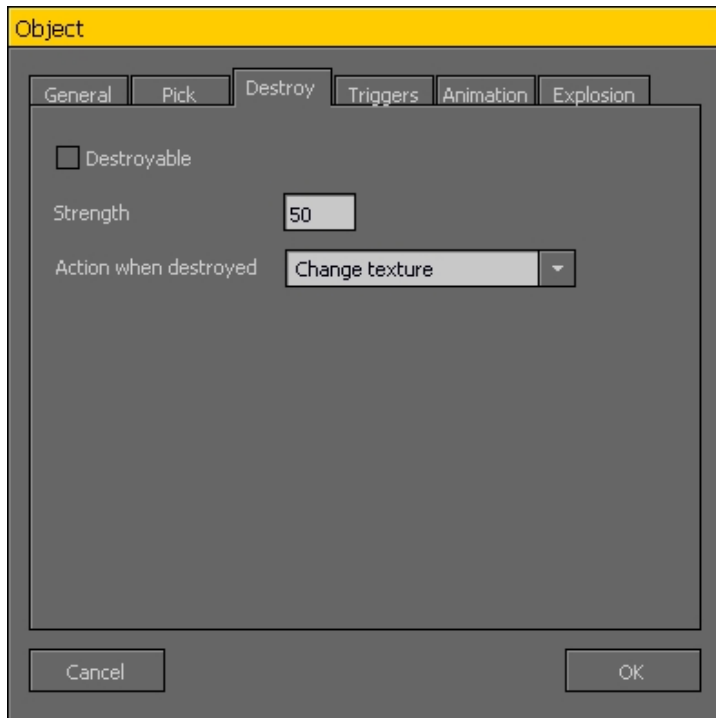 Object
General Pick Destroy Triggers Animation Explosion
Destroyable
Strength 50
Action when destroyed Change texture
Cancel OK